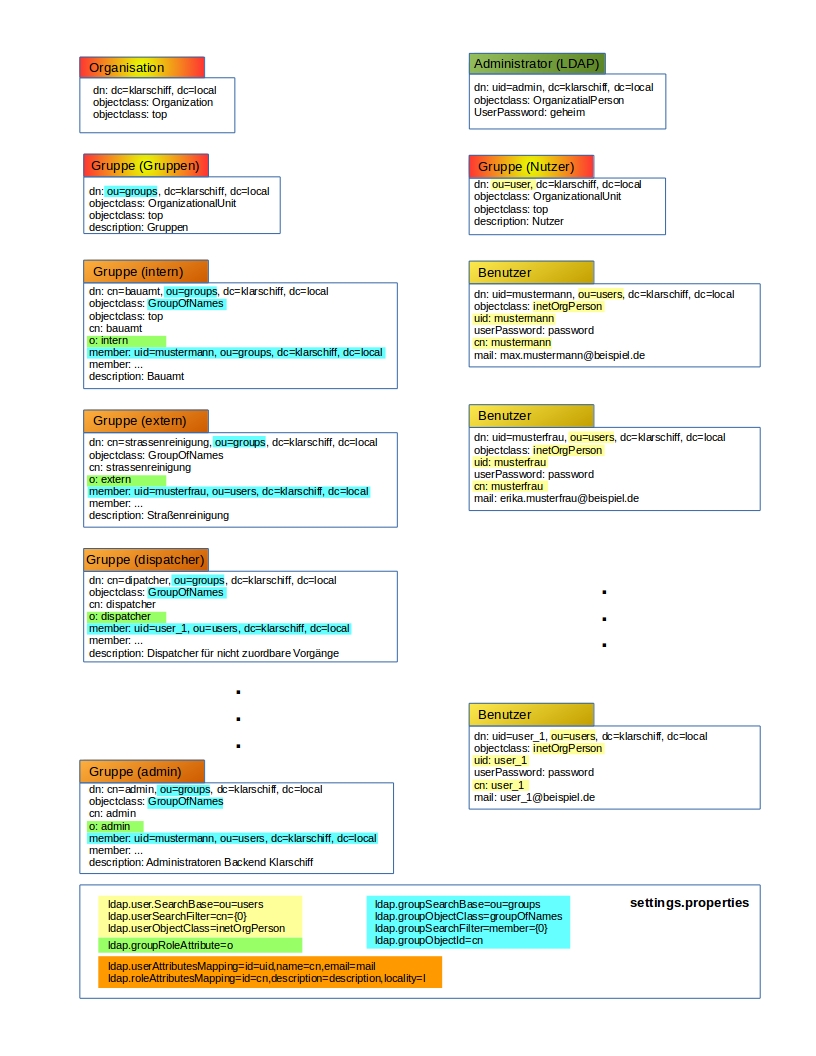 Organisation
dn: dc=klarschiff, dc=local
objectclass: Organization
objectclass: top
Administrator (LDAP)
dn: uid=admin, dc=klarschiff, dc=local
objectclass: OrganizatialPerson
UserPassword: geheim
Gruppe (Gruppen)
dn: ou=groups, dc=klarschiff, dc=local
objectclass: OrganizationalUnit
objectclass: top
description: Gruppen
Gruppe (Nutzer)
dn: ou=user, dc=klarschiff, dc=local
objectclass: OrganizationalUnit
objectclass: top
description: Nutzer
Gruppe (intern)
dn: cn=bauamt, ou=groups, dc=klarschiff, dc=local
objectclass: GroupOfNames
objectclass: top
cn: bauamt
o: intern
member: uid=mustermann, ou=groups, dc=klarschiff, dc=local
member: ...
description: Bauamt
Benutzer
dn: uid=mustermann, ou=users, dc=klarschiff, dc=local
objectclass: inetOrgPerson
uid: mustermann
userPassword: password
cn: mustermann
mail: max.mustermann@beispiel.de
Gruppe (extern)
dn: cn=strassenreinigung, ou=groups, dc=klarschiff, dc=local
objectclass: GroupOfNames
cn: strassenreinigung
o: extern
member: uid=musterfrau, ou=users, dc=klarschiff, dc=local
member: ...
description: Straßenreinigung
Benutzer
dn: uid=musterfrau, ou=users, dc=klarschiff, dc=local
objectclass: inetOrgPerson
uid: musterfrau
userPassword: password
cn: musterfrau
mail: erika.musterfrau@beispiel.de
Gruppe (dispatcher)
dn: cn=dipatcher, ou=groups, dc=klarschiff, dc=local
objectclass: GroupOfNames
cn: dispatcher
o: dispatcher
member: uid=user_1, ou=users, dc=klarschiff, dc=local
member: ...
description: Dispatcher für nicht zuordbare Vorgänge
.
.
.
.
.
.
Benutzer
dn: uid=user_1, ou=users, dc=klarschiff, dc=local
objectclass: inetOrgPerson
uid: user_1
userPassword: password
cn: user_1
mail: user_1@beispiel.de
Gruppe (admin)
dn: cn=admin, ou=groups, dc=klarschiff, dc=local
objectclass: GroupOfNames
cn: admin
o: admin
member: uid=mustermann, ou=users, dc=klarschiff, dc=local
member: ...
description: Administratoren Backend Klarschiff
settings.properties
ldap.user.SearchBase=ou=users
ldap.userSearchFilter=cn={0}
ldap.userObjectClass=inetOrgPerson
ldap.groupRoleAttribute=o
ldap.groupSearchBase=ou=groups
ldap.groupObjectClass=groupOfNames
ldap.groupSearchFilter=member={0}
ldap.groupObjectId=cn
ldap.userAttributesMapping=id=uid,name=cn,email=mail
ldap.roleAttributesMapping=id=cn,description=description,locality=l